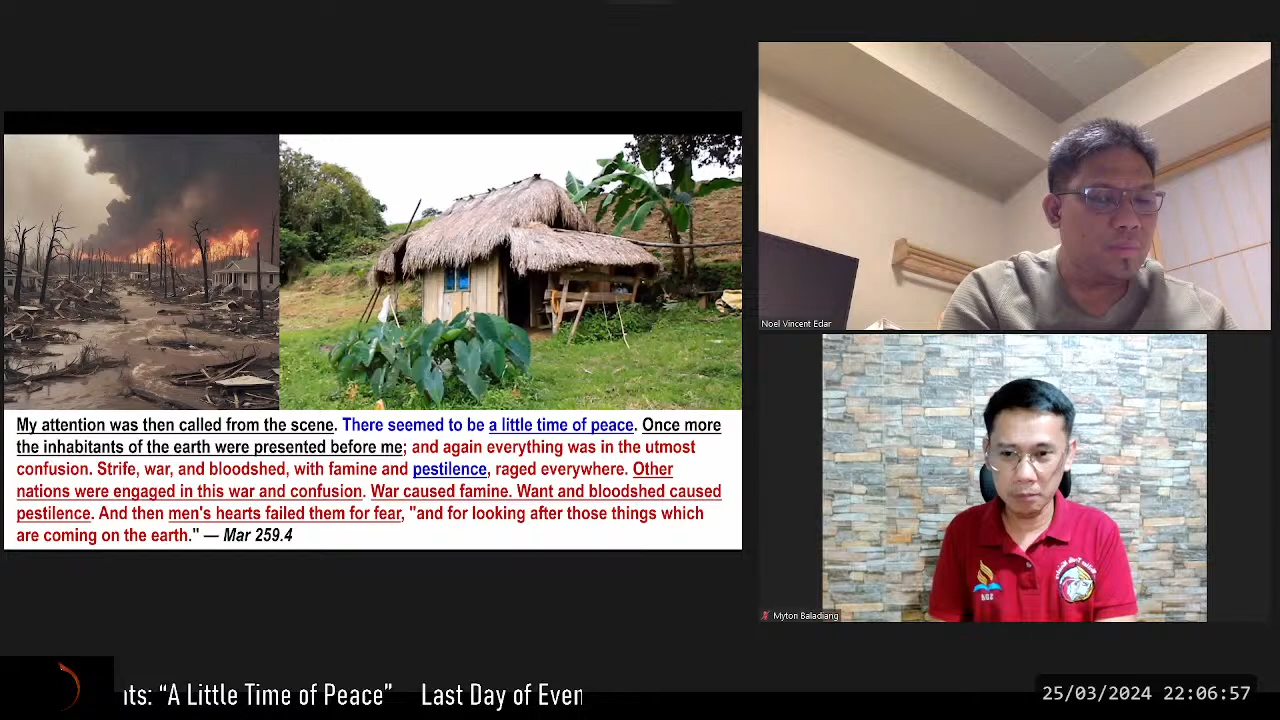 My attention was then called from the scene. There seemed to be a little time of peace. Once more
the inhabitants of the earth were presented before me; and again everything was in the utmost
confusion. Strife, war, and bloodshed, with famine and pestilence, raged everywhere. Other
nations were engaged in this war and confusion. War caused famine. Want and bloodshed caused
pestilence. And then men's hearts failed them for fear, "and for looking after those things which
are coming on the earth." — Mar 259.4
Noel Vincent Edar
Myton Baladiang
nts: “A Little Time of Peace” Last Day of Even
25/03/2024 22:06:57